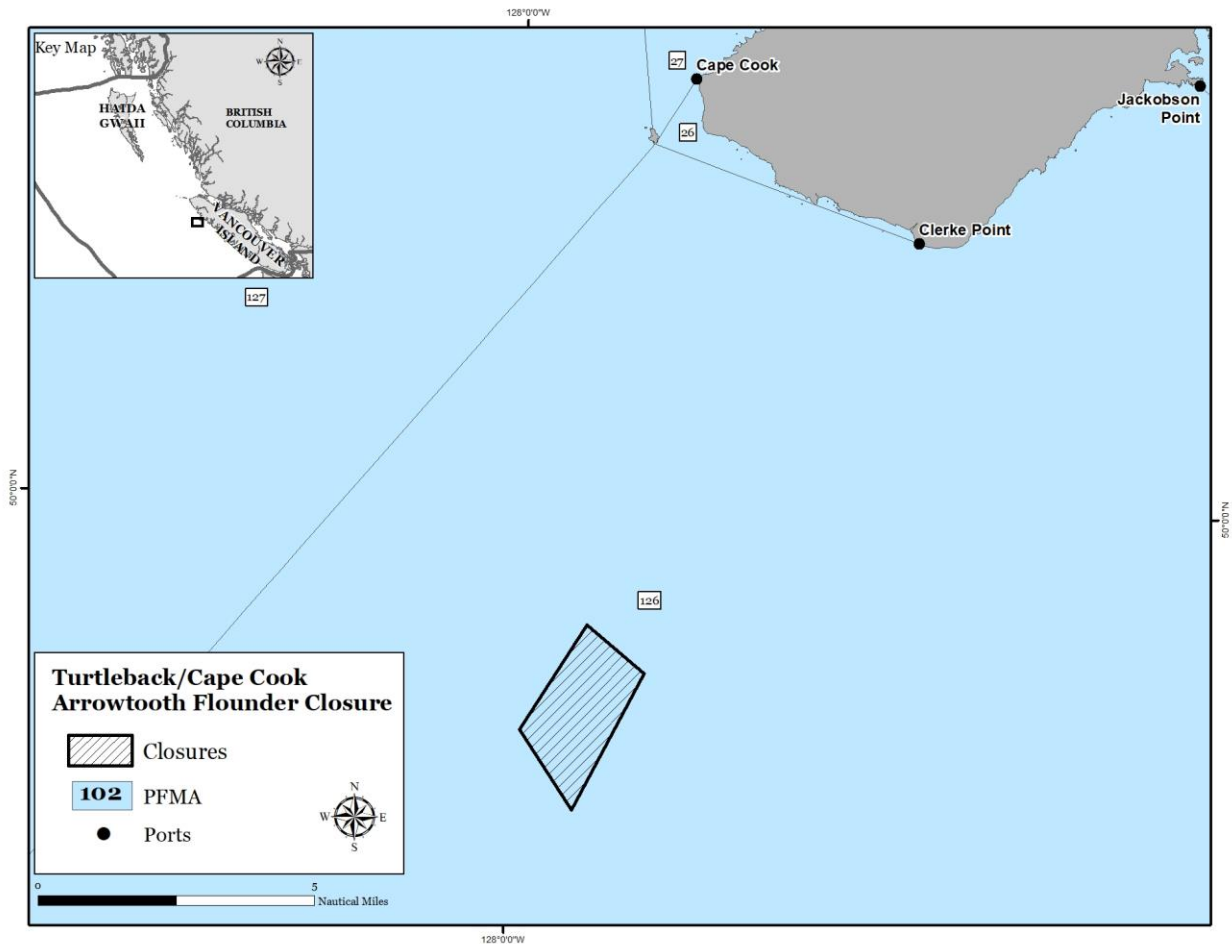 128°0'0"W
Key Map
N
W E
S
HAIDA
GWAII
BRITISH
COLUMBIA
VANCOUVER
ISLAND
27
Cape Cook
Jackobson
Point
26
Clerke Point
127
50°0'0"N
50°0'0"N
126
Turtleback/Cape Cook
Arrowtooth Flounder Closure
Closures
102 PFMA
Ports
N
W E
S
0 5
Nautical Miles
128°0'0"W